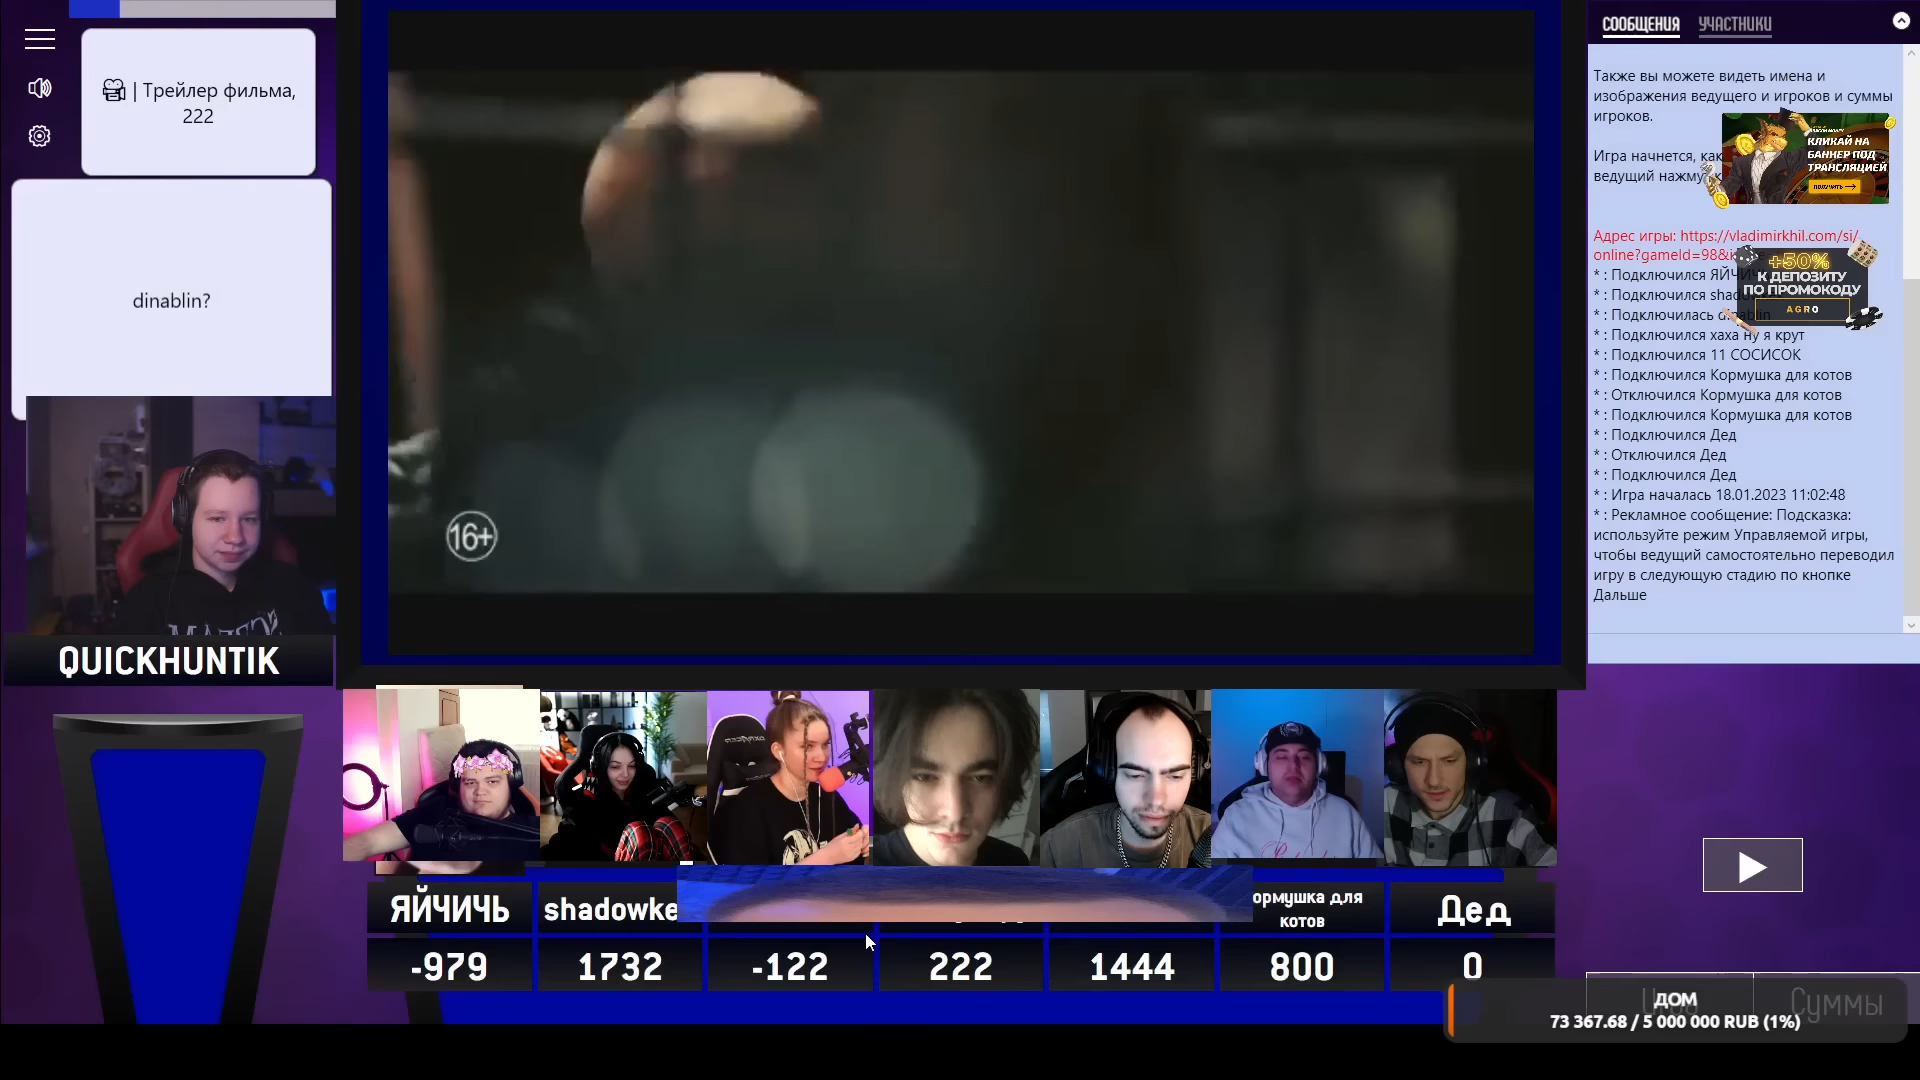 | Трейлер фильма,
222
dinablin?
QUICKHUNTIK
16+
СООБЩЕНИЯ
УЧАСТНИКИ
Также вы можете видеть имена и
изображения ведущего и игроков и суммы
игроков.
Игра начнется, как
ведущий нажму
КЛИКАЙ НА
БАННЕР ПОД
ТРАНСЛЯЦИЕЙ
ПОЛУЧИТЬ
Адрес игры: https://vladimirkhil.com/si/
online?gameId=98&i
+50%
К ДЕПОЗИТУ
ПО ПРОМОКОДУ
AGRO
* : Подключился ЯЙЧИЧЬ
* : Подключился shad
* : Подключилась dinablin
* : Подключился хаха ну я крут
* : Подключился 11 СОСИСОК
* : Подключился Кормушка для котов
* : Отключился Кормушка для котов
* : Подключился Кормушка для котов
* : Подключился Дед
* : Отключился Дед
* : Подключился Дед
* : Игра началась 18.01.2023 11:02:48
* : Рекламное сообщение: Подсказка:
используйте режим Управляемой игры,
чтобы ведущий самостоятельно переводил
игру в следующую стадию по кнопке
Дальше
ЯЙЧИЧЬ
shadowke
ормушка для
котов
Дед
-979
1732
-122
222
1444
800
0
Суммы
ДОМ
73 367.68 / 5 000 000 RUB (1%)